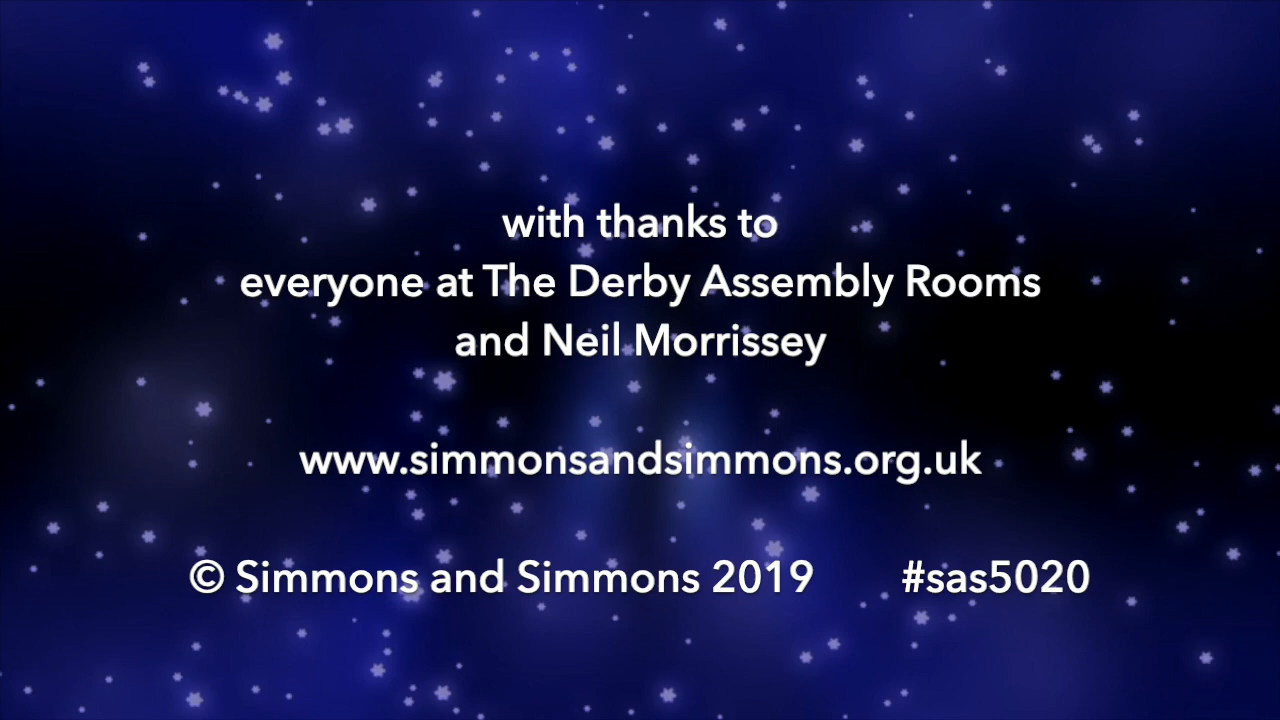 with thanks to
everyone at The Derby Assembly Rooms
and Neil Morrissey
www.simmonsandsimmons.org.uk
© Simmons and Simmons 2019 #sas5020